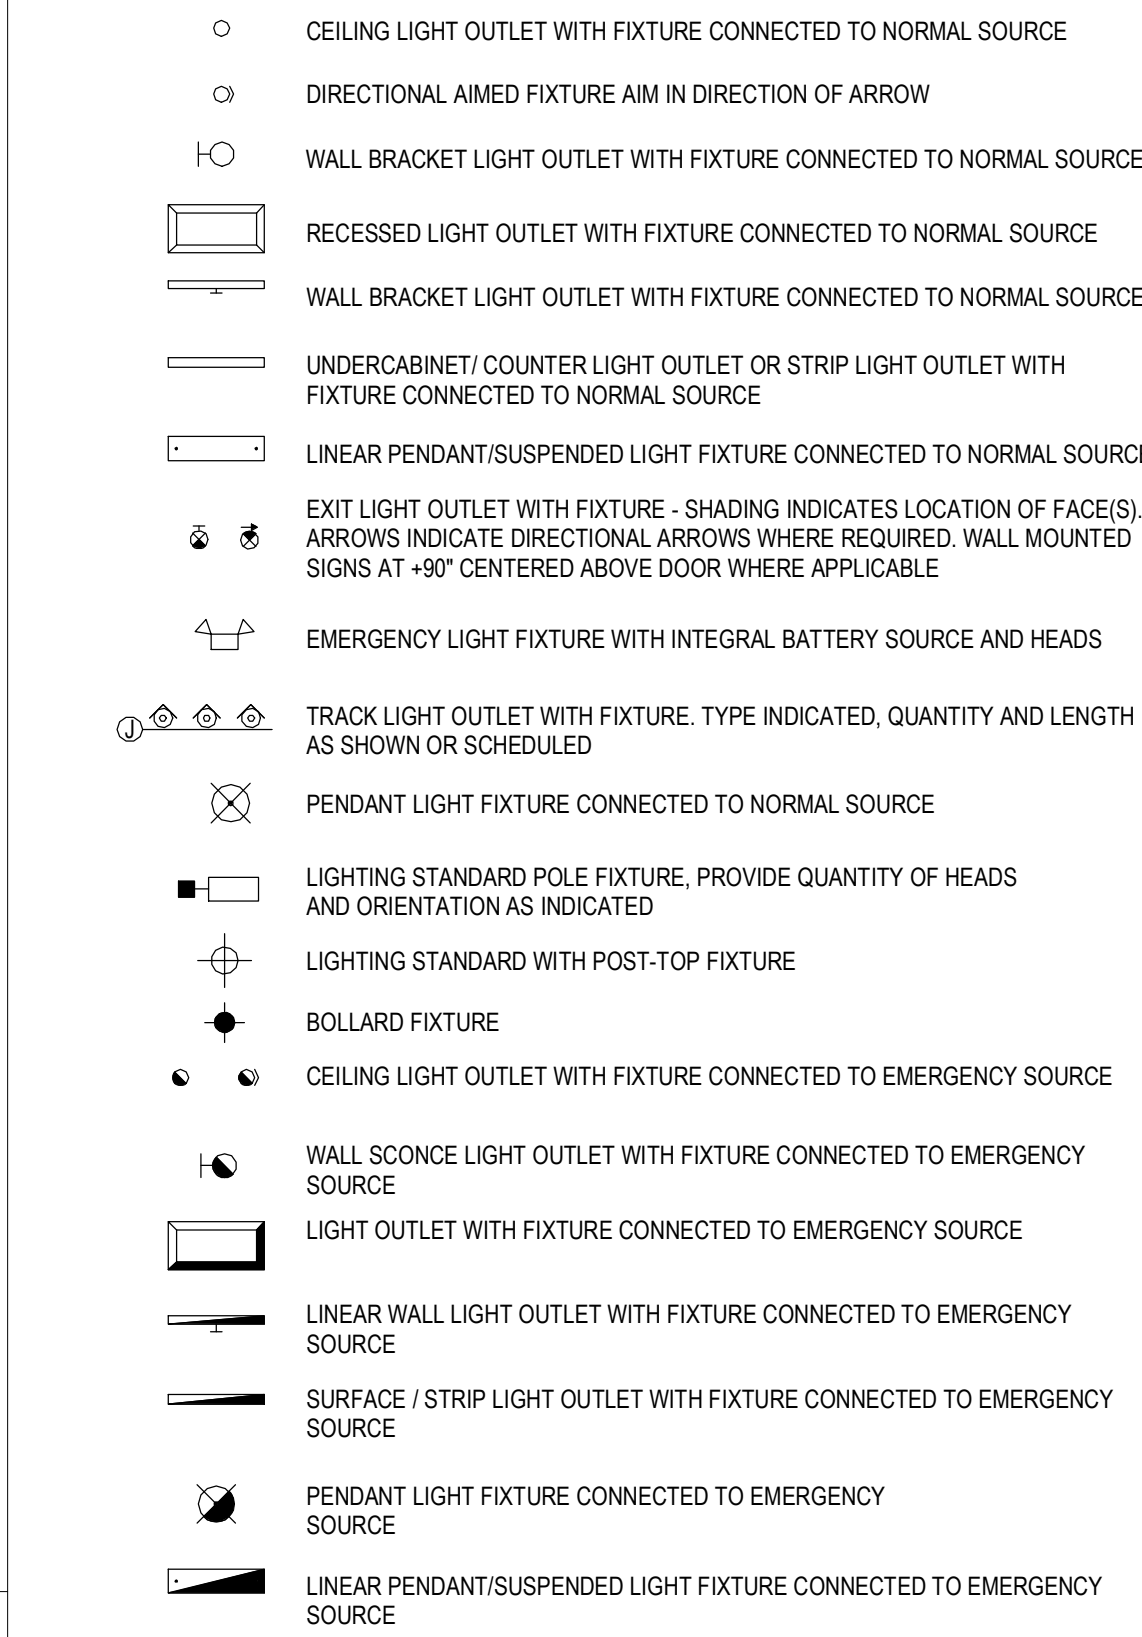 CEILING LIGHT OUTLET WITH FIXTURE CONNECTED TO NORMAL SOURCE
DIRECTIONAL AIMED FIXTURE AIM IN DIRECTION OF ARROW
WALL BRACKET LIGHT OUTLET WITH FIXTURE CONNECTED TO NORMAL SOURCE
RECESSED LIGHT OUTLET WITH FIXTURE CONNECTED TO NORMAL SOURCE
WALL BRACKET LIGHT OUTLET WITH FIXTURE CONNECTED TO NORMAL SOURCE
UNDERCABINET/ COUNTER LIGHT OUTLET OR STRIP LIGHT OUTLET WITH
FIXTURE CONNECTED TO NORMAL SOURCE
LINEAR PENDANT/SUSPENDED LIGHT FIXTURE CONNECTED TO NORMAL SOURCE
EXIT LIGHT OUTLET WITH FIXTURE - SHADING INDICATES LOCATION OF FACE(S).
ARROWS INDICATE DIRECTIONAL ARROWS WHERE REQUIRED. WALL MOUNTED
SIGNS AT +90" CENTERED ABOVE DOOR WHERE APPLICABLE
EMERGENCY LIGHT FIXTURE WITH INTEGRAL BATTERY SOURCE AND HEADS
J
TRACK LIGHT OUTLET WITH FIXTURE. TYPE INDICATED, QUANTITY AND LENGTH
AS SHOWN OR SCHEDULED
PENDANT LIGHT FIXTURE CONNECTED TO NORMAL SOURCE
LIGHTING STANDARD POLE FIXTURE, PROVIDE QUANTITY OF HEADS
AND ORIENTATION AS INDICATED
LIGHTING STANDARD WITH POST-TOP FIXTURE
BOLLARD FIXTURE
CEILING LIGHT OUTLET WITH FIXTURE CONNECTED TO EMERGENCY SOURCE
WALL SCONCE LIGHT OUTLET WITH FIXTURE CONNECTED TO EMERGENCY
SOURCE
LIGHT OUTLET WITH FIXTURE CONNECTED TO EMERGENCY SOURCE
LINEAR WALL LIGHT OUTLET WITH FIXTURE CONNECTED TO EMERGENCY
SOURCE
SURFACE / STRIP LIGHT OUTLET WITH FIXTURE CONNECTED TO EMERGENCY
SOURCE
PENDANT LIGHT FIXTURE CONNECTED TO EMERGENCY
SOURCE
LINEAR PENDANT/SUSPENDED LIGHT FIXTURE CONNECTED TO EMERGENCY
SOURCE